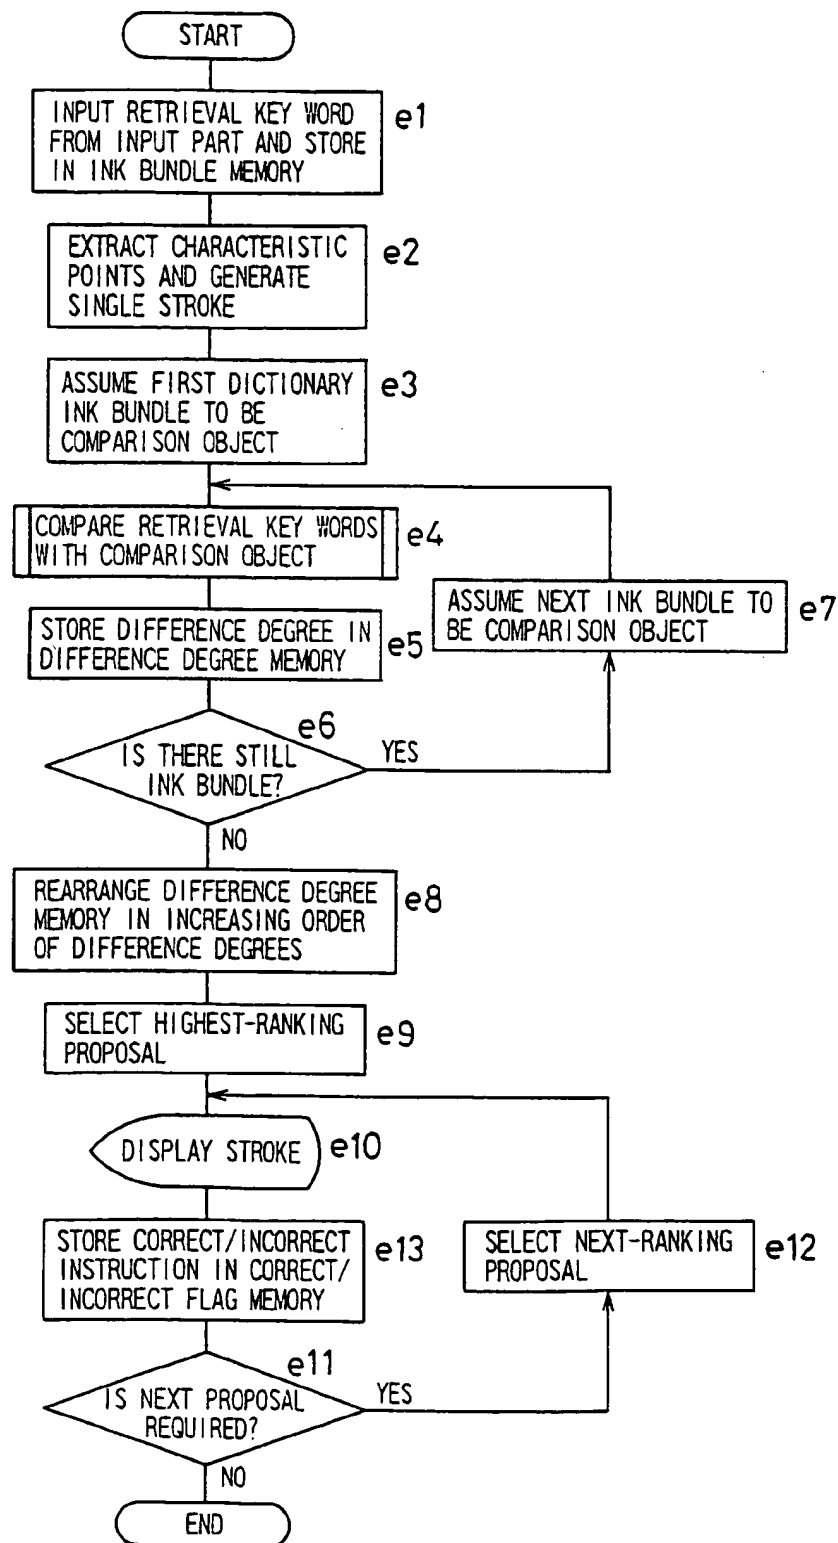 START
INPUT RETRIEVAL KEY WORD
FROM INPUT PART AND STORE
IN INK BUNDLE MEMORY
e1
EXTRACT CHARACTERISTIC
POINTS AND GENERATE
SINGLE STROKE
e2
ASSUME FIRST DICTIONARY
INK BUNDLE TO BE
COMPARISON OBJECT
e3
COMPARE RETRIEVAL KEY WORDS
WITH COMPARISON OBJECT
e4
ASSUME NEXT INK BUNDLE TO
BE COMPARISON OBJECT
e7
STORE DIFFERENCE DEGREE IN
DIFFERENCE DEGREE MEMORY
e5
e6
IS THERE STILL
INK BUNDLE?
YES
NO
REARRANGE DIFFERENCE DEGREE
MEMORY IN INCREASING ORDER
OF DIFFERENCE DEGREES
e8
SELECT HIGHEST-RANKING
PROPOSAL
e9
DISPLAY STROKE
e10
STORE CORRECT/INCORRECT
INSTRUCTION IN CORRECT/
INCORRECT FLAG MEMORY
e13
SELECT NEXT-RANKING
PROPOSAL
e12
e11
IS NEXT PROPOSAL
REQUIRED?
YES
NO
END